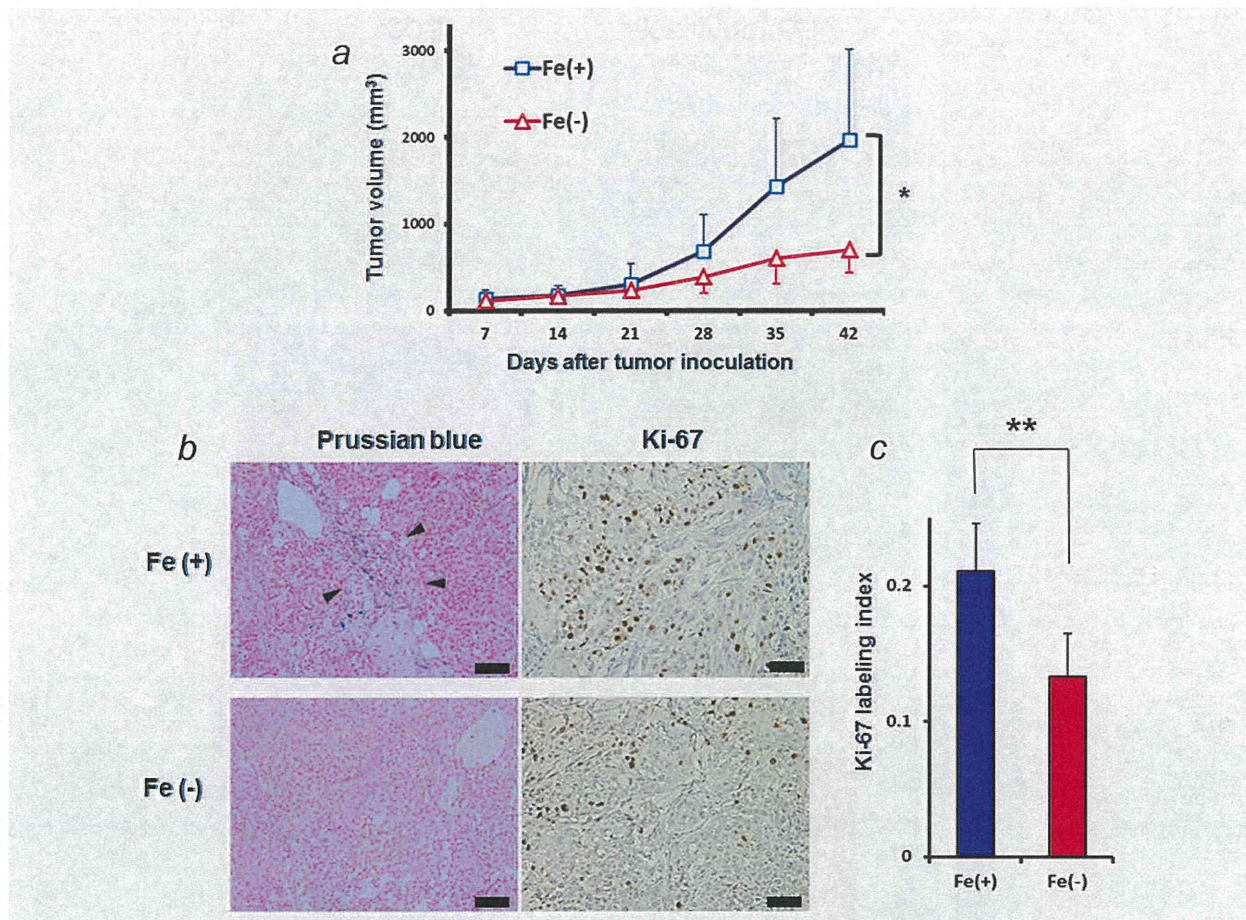 a
Tumor volume (mm³)
3000
2000
1000
0
Fe(+)
Fe(-)
*
7 14 21 28 35 42
Days after tumor inoculation
b
Prussian blue Ki-67
Fe (+)
Fe (-)
c
**
Ki-67 labeling index
0.2
0.1
0
Fe(+) Fe(-)